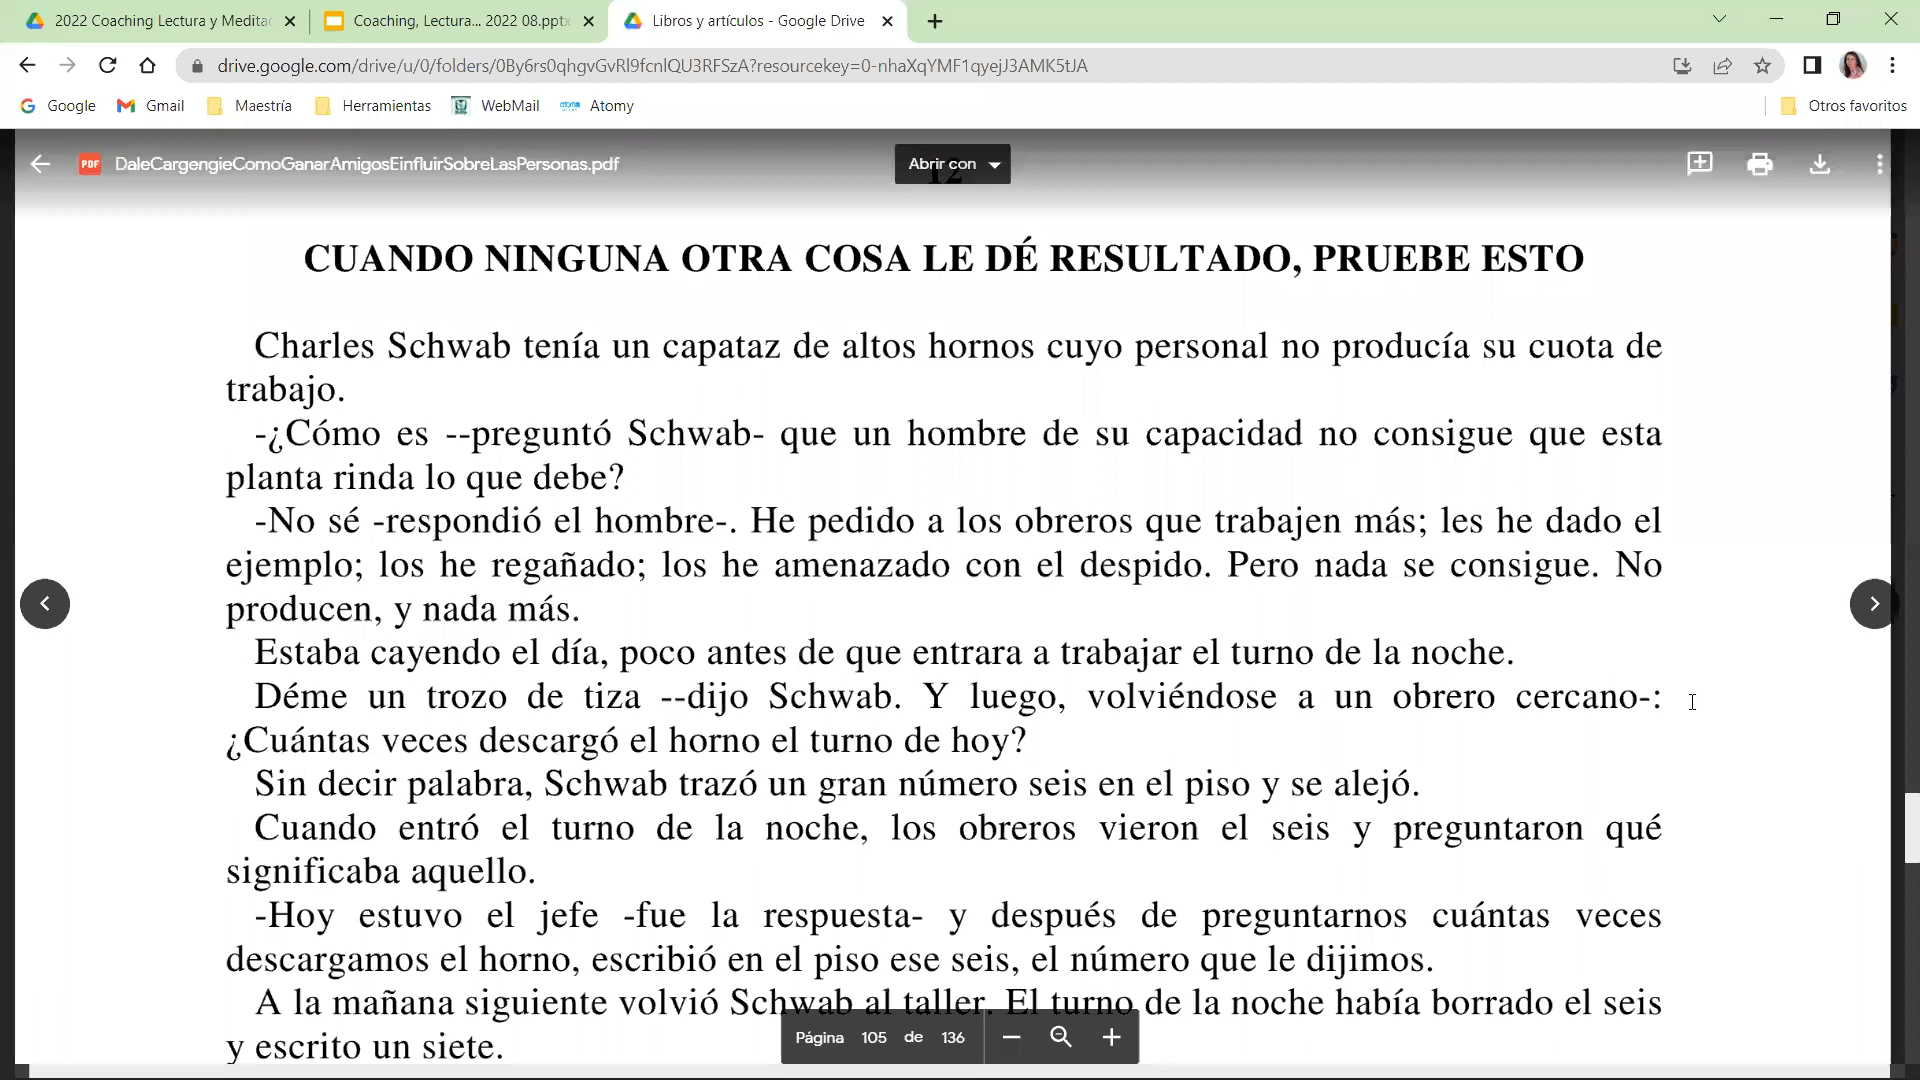 2022 Coaching Lectura y Medita
Coaching, Lectura... 2022 08.pptx
Libros y artículos - Google Drive
drive.google.com/drive/u/0/folders/0By6rs0qhgvGvRl9fcnlQU3RFSzA?resourcekey=0-nhaXqYMF1qyejJ3AMK5tJA
Google
Gmail
Maestría
Herramientas
WebMail
Atomy
Otros favoritos
PDF
DaleCargengieComoGanarAmigosEinfluirSobreLasPersonas.pdf
Abrir con
12
CUANDO NINGUNA OTRA COSA LE DÉ RESULTADO, PRUEBE ESTO
Charles Schwab tenía un capataz de altos hornos cuyo personal no producía su cuota de
trabajo.
-¿Cómo es --preguntó Schwab- que un hombre de su capacidad no consigue que esta
planta rinda lo que debe?
-No sé -respondió el hombre-. He pedido a los obreros que trabajen más; les he dado el
ejemplo; los he regañado; los he amenazado con el despido. Pero nada se consigue. No
producen, y nada más.
Estaba cayendo el día, poco antes de que entrara a trabajar el turno de la noche.
Déme un trozo de tiza --dijo Schwab. Y luego, volviéndose a un obrero cercano-:
¿Cuántas veces descargó el horno el turno de hoy?
Sin decir palabra, Schwab trazó un gran número seis en el piso y se alejó.
Cuando entró el turno de la noche, los obreros vieron el seis y preguntaron qué
significaba aquello.
-Hoy estuvo el jefe -fue la respuesta- y después de preguntarnos cuántas veces
descargamos el horno, escribió en el piso ese seis, el número que le dijimos.
A la mañana siguiente volvió Schwab al taller. El turno de la noche había borrado el seis
y escrito un siete.
Página 105 de 136